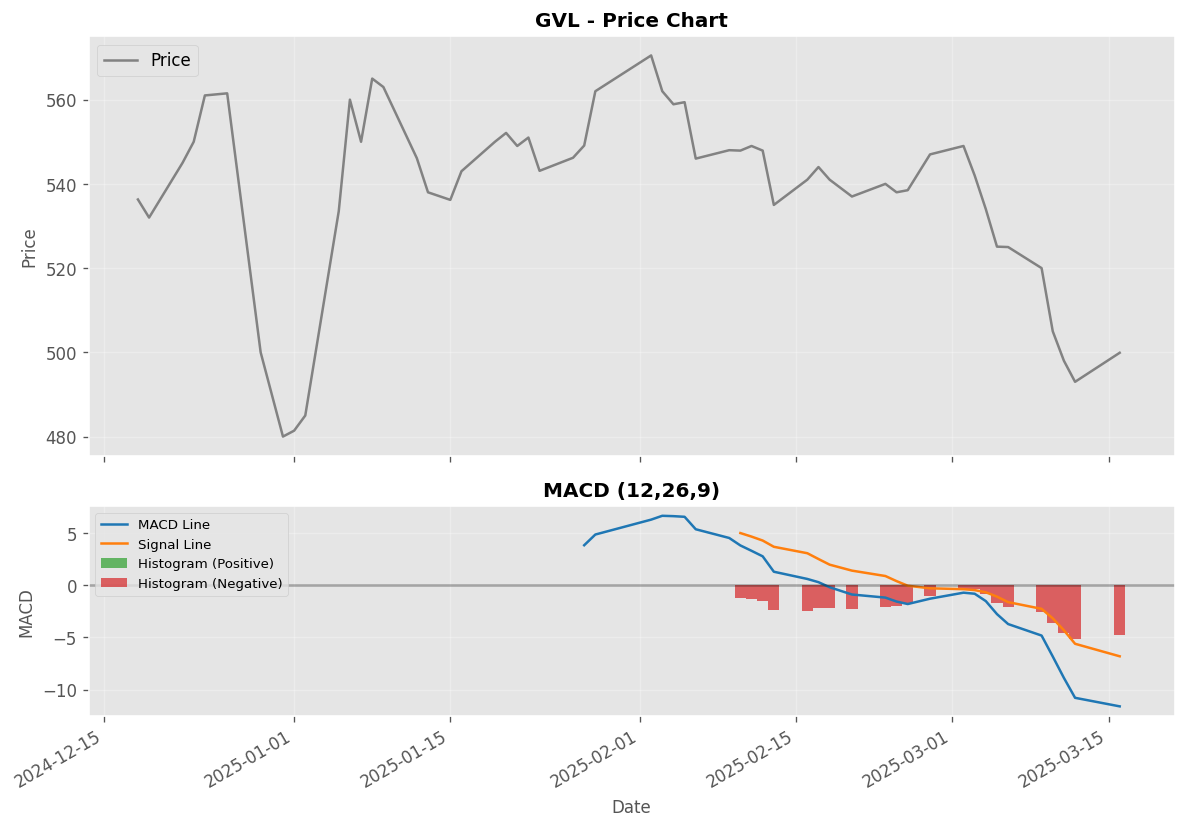 GVL - Price Chart
Price
560
540
520
500
480
Price
MACD (12,26,9)
MACD Line
Signal Line
Histogram (Positive)
Histogram (Negative)
5
0
−5
−10
MACD
2024-12-15
2025-01-01
2025-01-15
2025-02-01
2025-02-15
2025-03-01
2025-03-15
Date